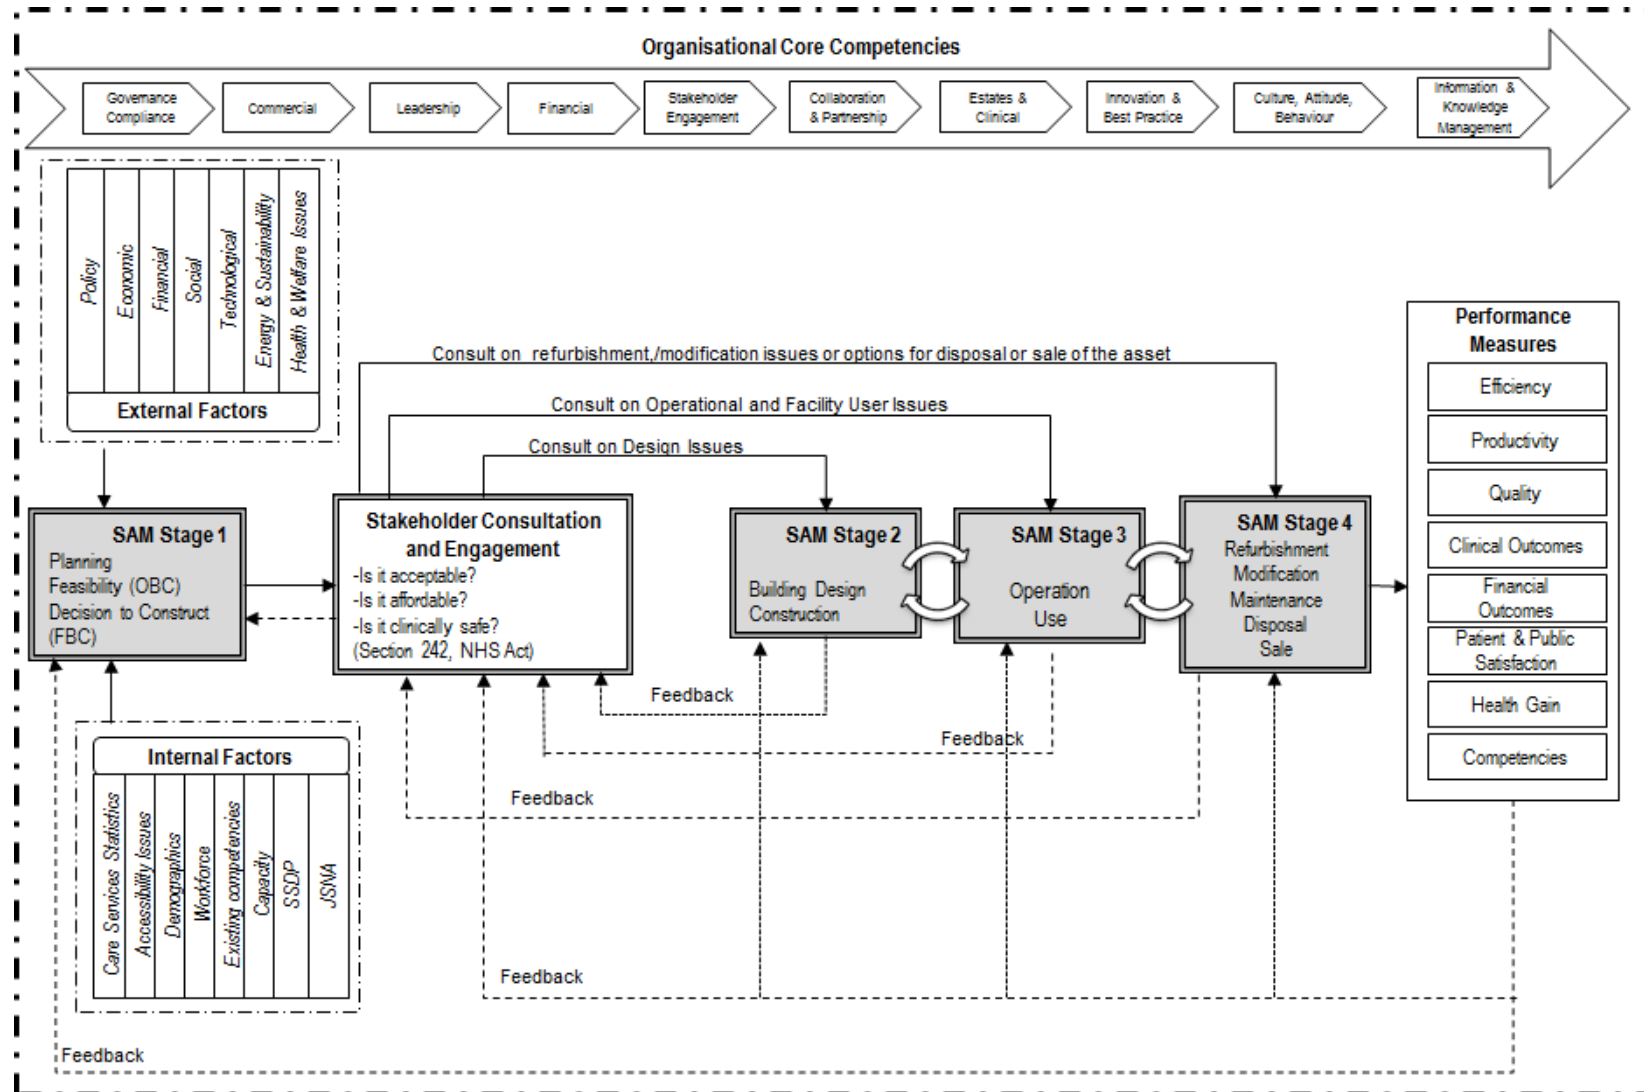 Organisational Core Competencies
Governance
Compliance
Commercial
Leadership
Financial
Stakeholder
Engagement
Collaboration
& Partnership
Estates &
Clinical
Innovation &
Best Practice
Culture, Attitude,
Behaviour
Information &
Knowledge
Management
Policy
Economic
Financial
Social
Technological
Energy & Sustainability
Health & Welfare Issues
External Factors
Consult on refurbishment,/modification issues or options for disposal or sale of the asset
Consult on Operational and Facility User Issues
Consult on Design Issues
SAM Stage 1
Planning
Feasibility (OBC)
Decision to Construct
(FBC)
Stakeholder Consultation
and Engagement
-Is it acceptable?
-Is it affordable?
-Is it clinically safe?
(Section 242, NHS Act)
SAM Stage 2
Building Design
Construction
SAM Stage 3
Operation
Use
SAM Stage 4
Refurbishment
Modification
Maintenance
Disposal
Sale
Performance
Measures
Efficiency
Productivity
Quality
Clinical Outcomes
Financial
Outcomes
Patient & Public
Satisfaction
Health Gain
Competencies
Feedback
Feedback
Feedback
Internal Factors
Care Services Statistics
Accessibility Issues
Demographics
Workforce
Existing competencies
Capacity
SSDP
JSNA
Feedback
Feedback